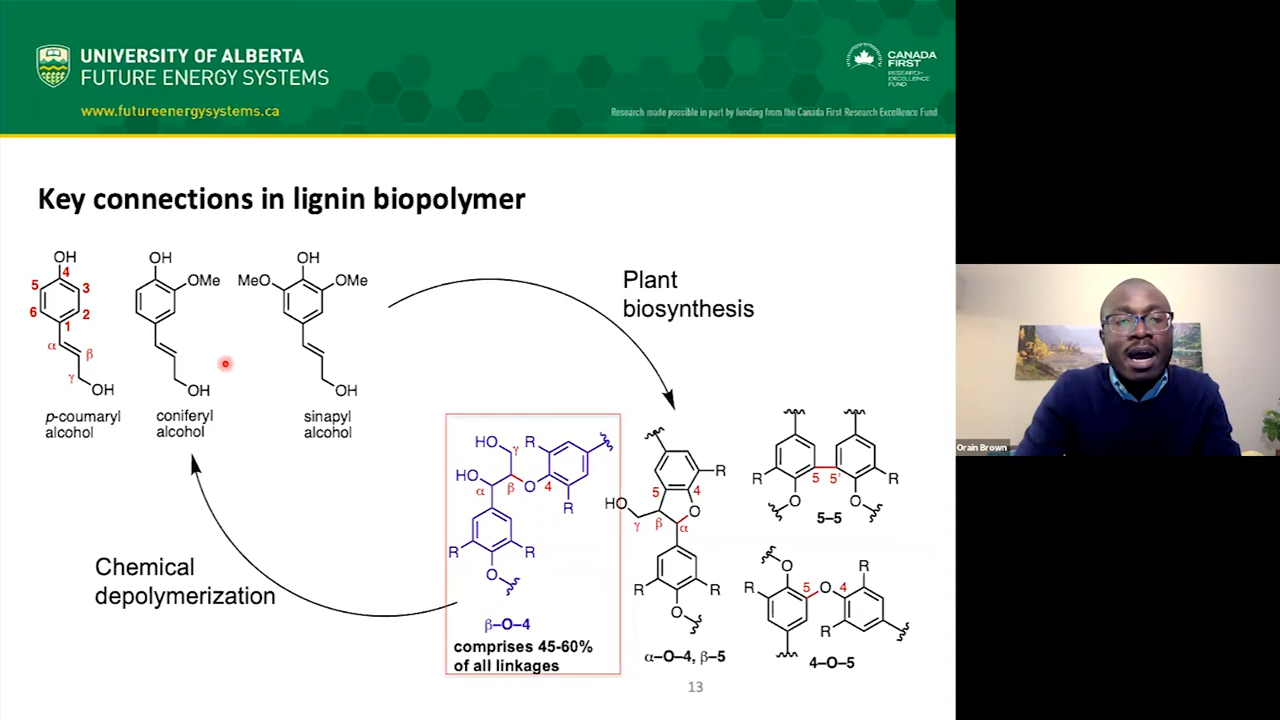 UNIVERSITY OF ALBERTA
FUTURE ENERGY SYSTEMS
www.futureenergysystems.ca
CANADA
FIRST
RESEARCH
EXCELLENCE
FUND
Research made possible in part by funding from the Canada First Research Excellence Fund
Key connections in lignin biopolymer
OH
4
5
3
6
2
1
α
β
γ
OH
p-coumaryl
alcohol
OH
OMe
OH
coniferyl
alcohol
OH
MeO
OMe
OH
sinapyl
alcohol
Plant
biosynthesis
Chemical
depolymerization
HO
γ
R
HO
α
β
O
4
R
R
R
O
β–O–4
comprises 45-60%
of all linkages
R
5
4
HO
O
γ
β
α
R
R
O
α–O–4, β–5
R
5
5'
R
O
O
5–5
O
R
R
5
O
4
R
4–O–5
13
Orain Brown